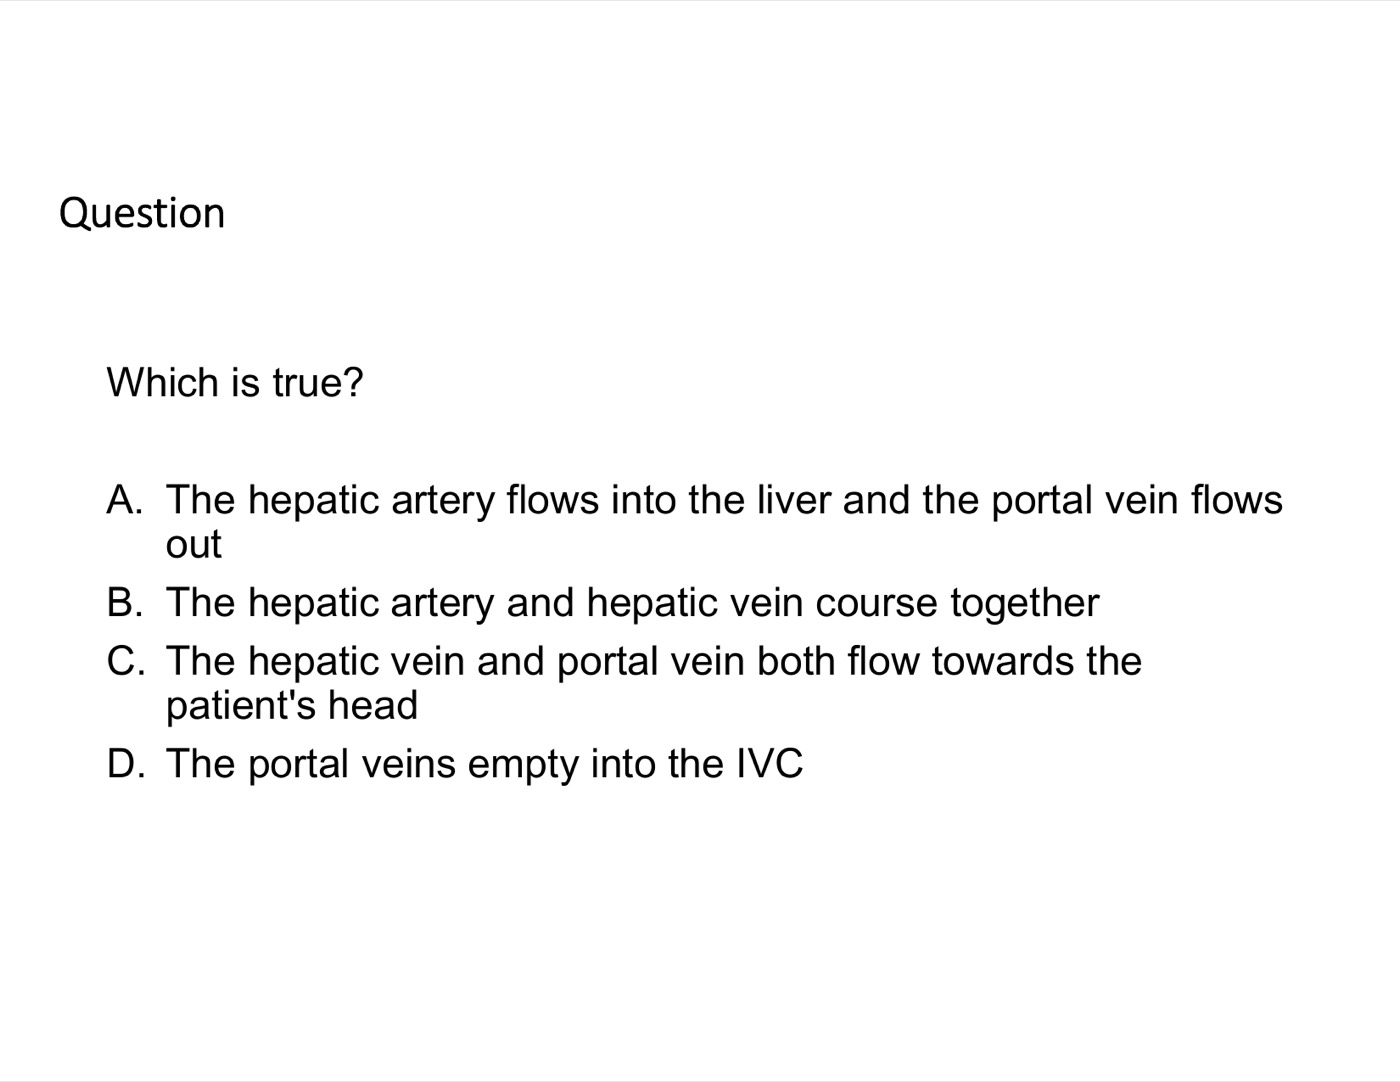 Question
Which is true?
A. The hepatic artery flows into the liver and the portal vein flows
out
B. The hepatic artery and hepatic vein course together
C. The hepatic vein and portal vein both flow towards the
patient's head
D. The portal veins empty into the IVC